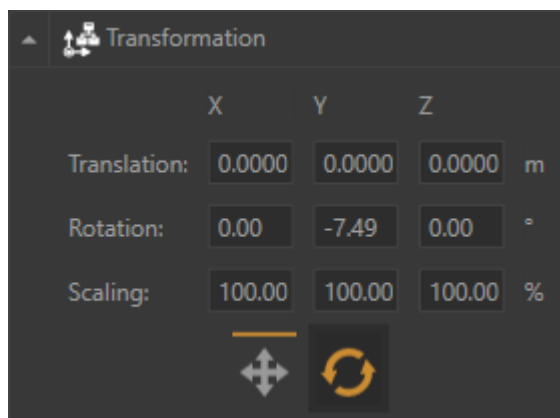 Transformation
X Y Z
Translation: 0.0000 0.0000 0.0000 m
Rotation: 0.00 -7.49 0.00 °
Scaling: 100.00 100.00 100.00 %